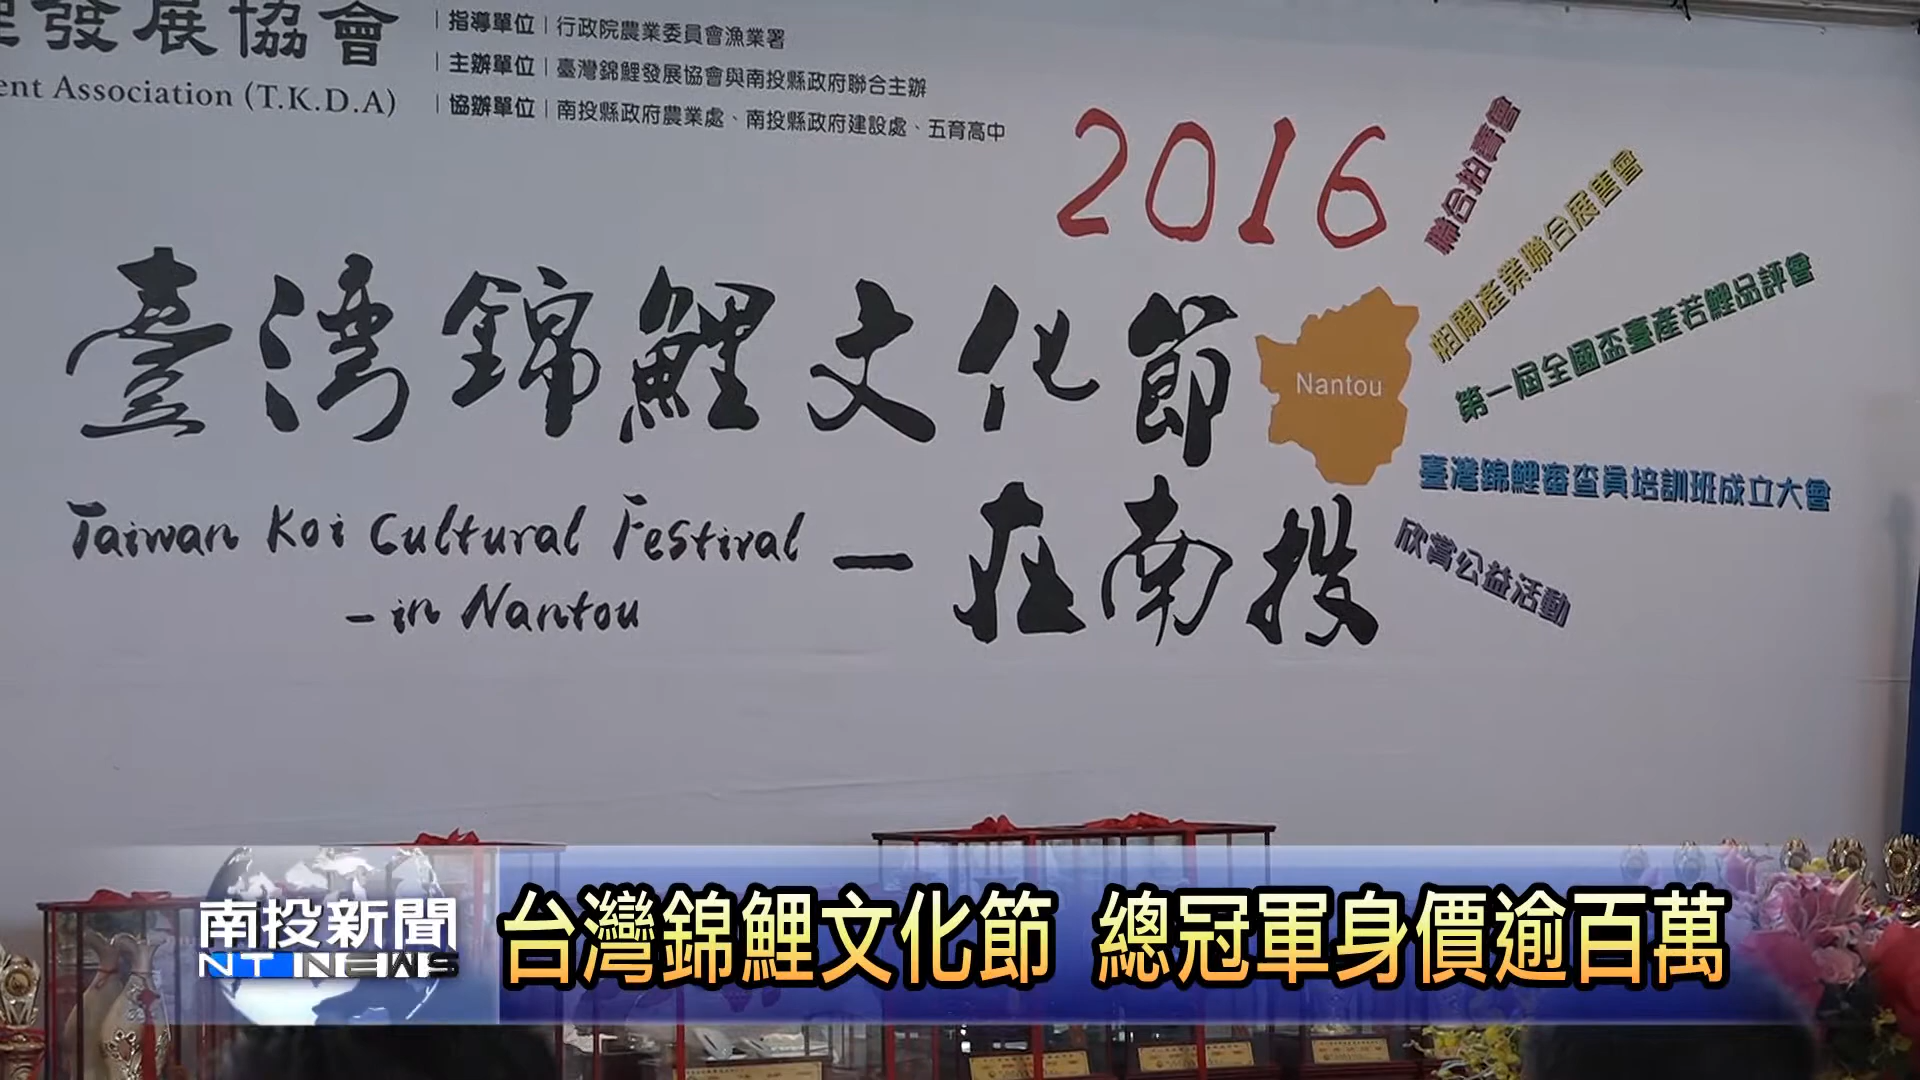 鯉發展協會
ent Association (T.K.D.A)
指導單位 | 行政院農業委員會漁業署
主辦單位 | 臺灣錦鯉發展協會與南投縣政府聯合主辦
協辦單位 | 南投縣政府農業處、南投縣政府建設處、五育高中
2016
臺灣錦鯉文化節
Nantou
聯合拍賣會
相關產業聯合展售會
第一屆全國盃臺產若鯉品評會
臺灣錦鯉審查員培訓班成立大會
欣賞公益活動
Taiwan Koi Cultural Festival
- in Nantou
－在南投
南投新聞
NT NEWS
台灣錦鯉文化節 總冠軍身價逾百萬